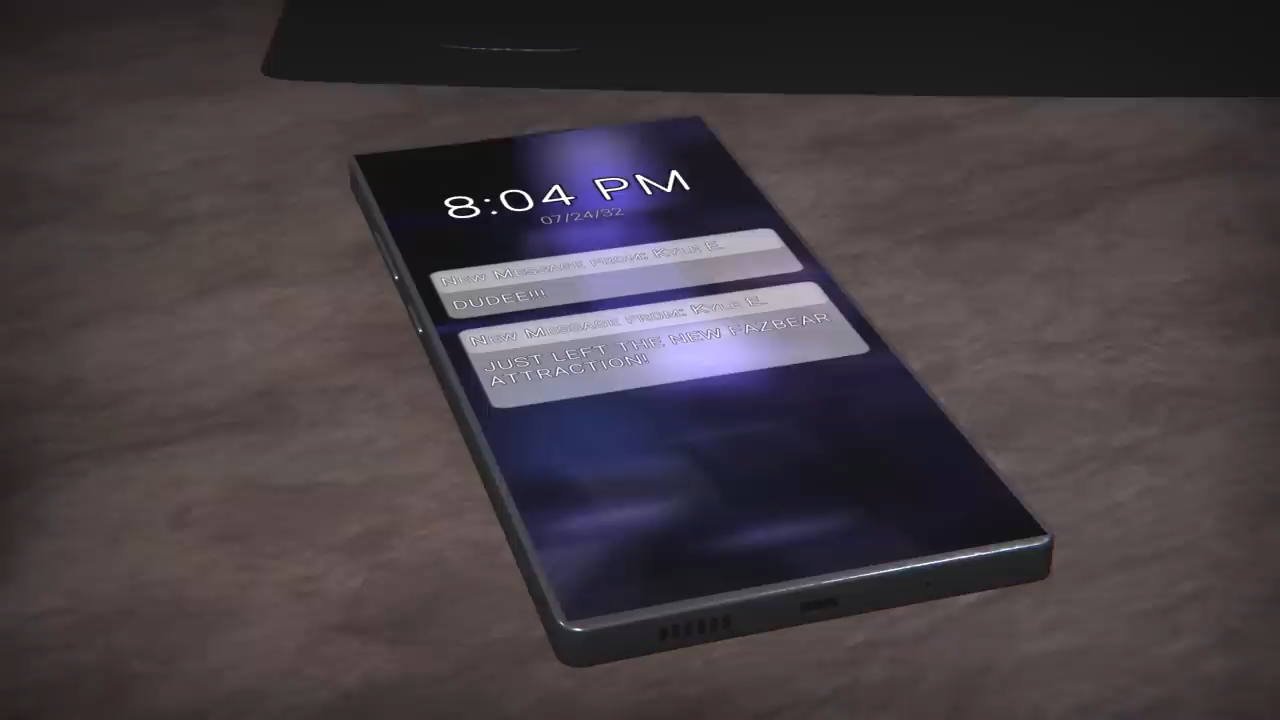 8:04 PM
07/24/32
New Message from: Kyle E.
DUDEE!!!
New Message from: Kyle E.
JUST LEFT THE NEW FAZBEAR
ATTRACTION!